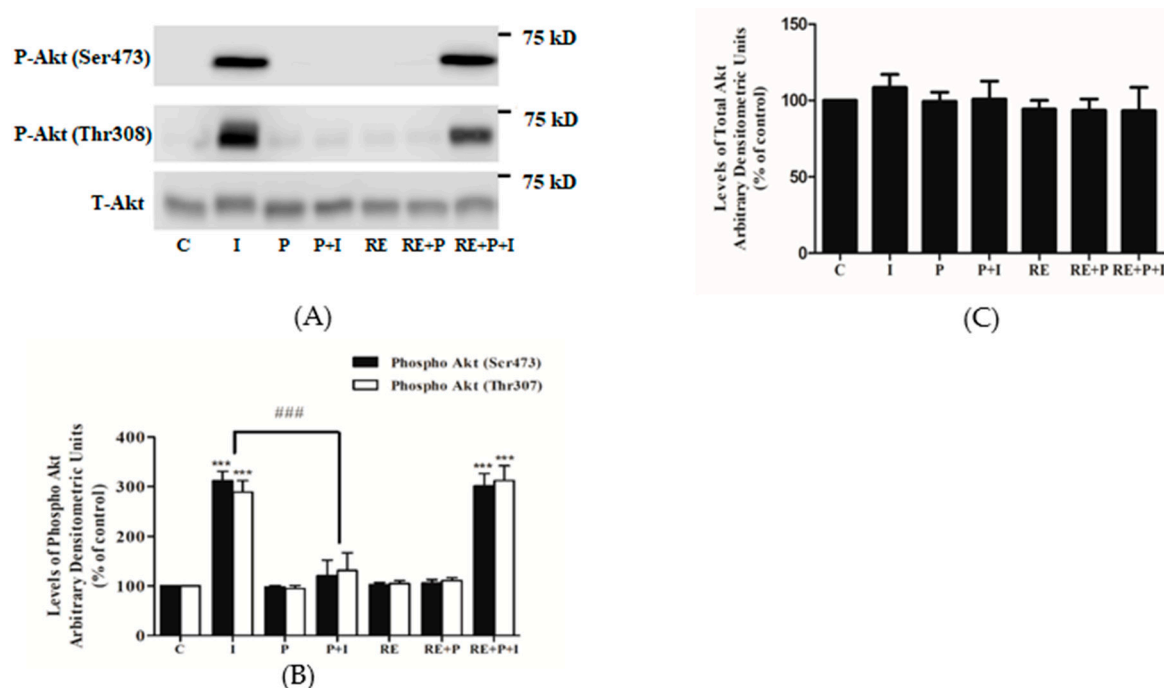 P-Akt (Ser473)
75 kD
P-Akt (Thr308)
75 kD
T-Akt
75 kD
C I P P+I RE RE+P RE+P+I
(A)
Levels of Total Akt
Arbitrary Densitometric Units
(% of control)
150
100
50
0
C I P P+I RE RE+P RE+P+I
(C)
Phospho Akt (Ser473)
Phospho Akt (Thr307)
Levels of Phospho Akt
Arbitrary Densitometric Units
(% of control)
400
300
200
100
0
###
*** ***
*** ***
C I P P+I RE RE+P RE+P+I
(B)